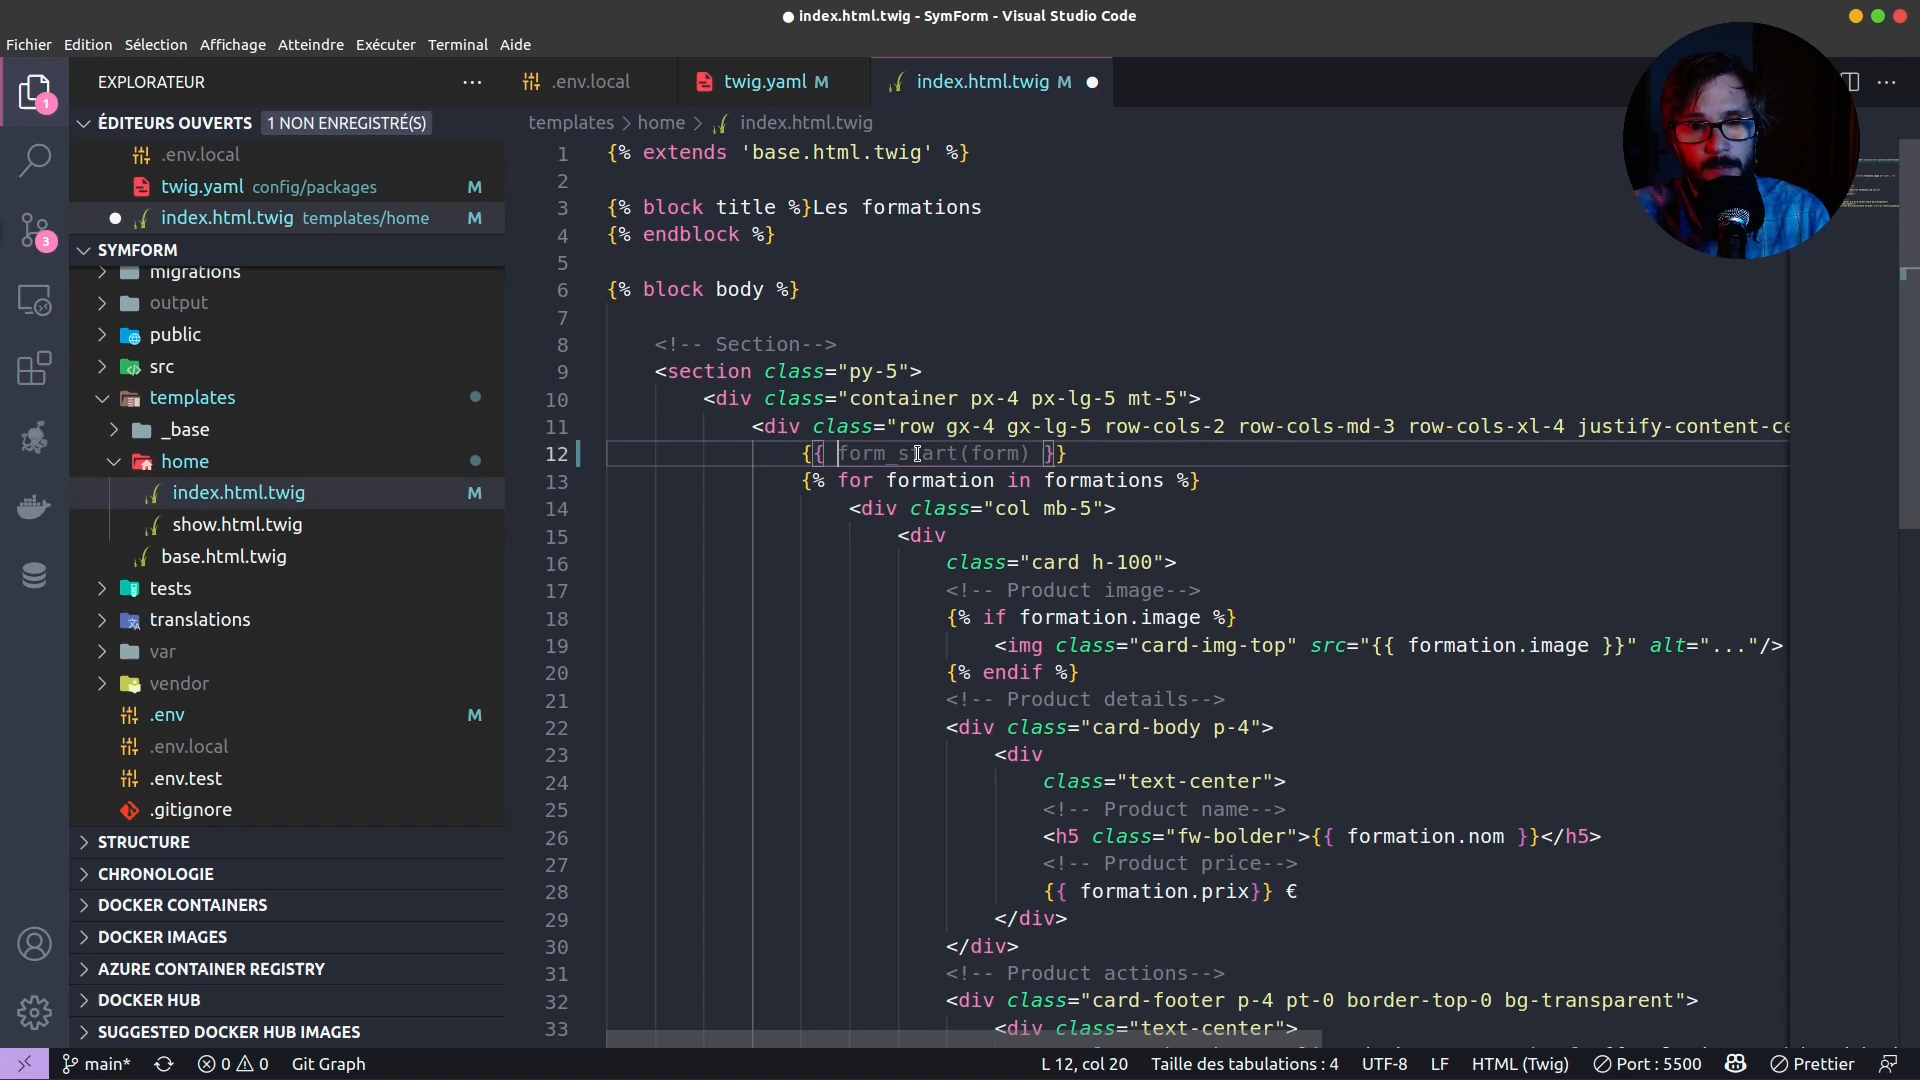 index.html.twig - SymForm - Visual Studio Code
Fichier Edition Sélection Affichage Atteindre Exécuter Terminal Aide
EXPLORATEUR
.env.local
twig.yaml M
index.html.twig M
1
ÉDITEURS OUVERTS 1 NON ENREGISTRÉ(S)
.env.local
twig.yaml config/packages M
index.html.twig templates/home M
3
SYMFORM
migrations
output
public
src
templates
_base
home
index.html.twig M
show.html.twig
base.html.twig
tests
translations
var
vendor
.env M
.env.local
.env.test
.gitignore
STRUCTURE
CHRONOLOGIE
DOCKER CONTAINERS
DOCKER IMAGES
AZURE CONTAINER REGISTRY
DOCKER HUB
SUGGESTED DOCKER HUB IMAGES
templates > home > index.html.twig
1 {% extends 'base.html.twig' %}
2
3 {% block title %}Les formations
4 {% endblock %}
5
6 {% block body %}
7
8 <!-- Section-->
9 <section class="py-5">
10 <div class="container px-4 px-lg-5 mt-5">
11 <div class="row gx-4 gx-lg-5 row-cols-2 row-cols-md-3 row-cols-xl-4 justify-content-ce
12 {{ form_start(form) }}
13 {% for formation in formations %}
14 <div class="col mb-5">
15 <div
16 class="card h-100">
17 <!-- Product image-->
18 {% if formation.image %}
19 <img class="card-img-top" src="{{ formation.image }}" alt="..."/>
20 {% endif %}
21 <!-- Product details-->
22 <div class="card-body p-4">
23 <div
24 class="text-center">
25 <!-- Product name-->
26 <h5 class="fw-bolder">{{ formation.nom }}</h5>
27 <!-- Product price-->
28 {{ formation.prix}} €
29 </div>
30 </div>
31 <!-- Product actions-->
32 <div class="card-footer p-4 pt-0 border-top-0 bg-transparent">
33 <div class="text-center">
main* 0 0 Git Graph
L 12, col 20 Taille des tabulations : 4 UTF-8 LF HTML (Twig) Port : 5500 Prettier